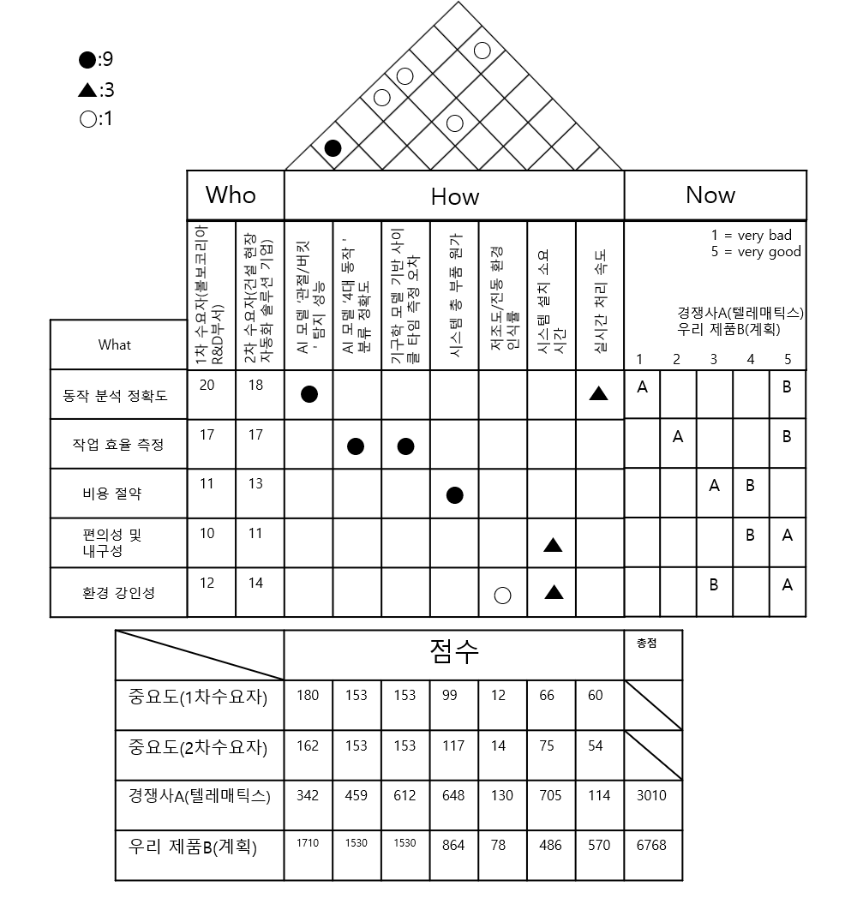 ●:9
▲:3
○:1
Who
How
Now
1차 수요자(볼보코리아
R&D부서)
2차 수요자(건설 현장
자동화 솔루션 기업)
AI 모델 '관절/버킷
' 탐지 성능
AI 모델 '4대 동작 '
분류 정확도
기구학 모델 기반 사이
클 타임 측정 오차
시스템 총 부품 원가
저조도/진동 환경
인식률
시스템 설치 소요
시간
실시간 처리 속도
1 = very bad
5 = very good
경쟁사A(텔레매틱스)
우리 제품B(계획)
What
1 2 3 4 5
동작 분석 정확도 20 18 ● ▲ A B
작업 효율 측정 17 17 ● ● A B
비용 절약 11 13 ● A B
편의성 및
내구성 10 11 ▲ B A
환경 강인성 12 14 ○ ▲ B A
점수 총점
중요도(1차수요자) 180 153 153 99 12 66 60
중요도(2차수요자) 162 153 153 117 14 75 54
경쟁사A(텔레매틱스) 342 459 612 648 130 705 114 3010
우리 제품B(계획) 1710 1530 1530 864 78 486 570 6768